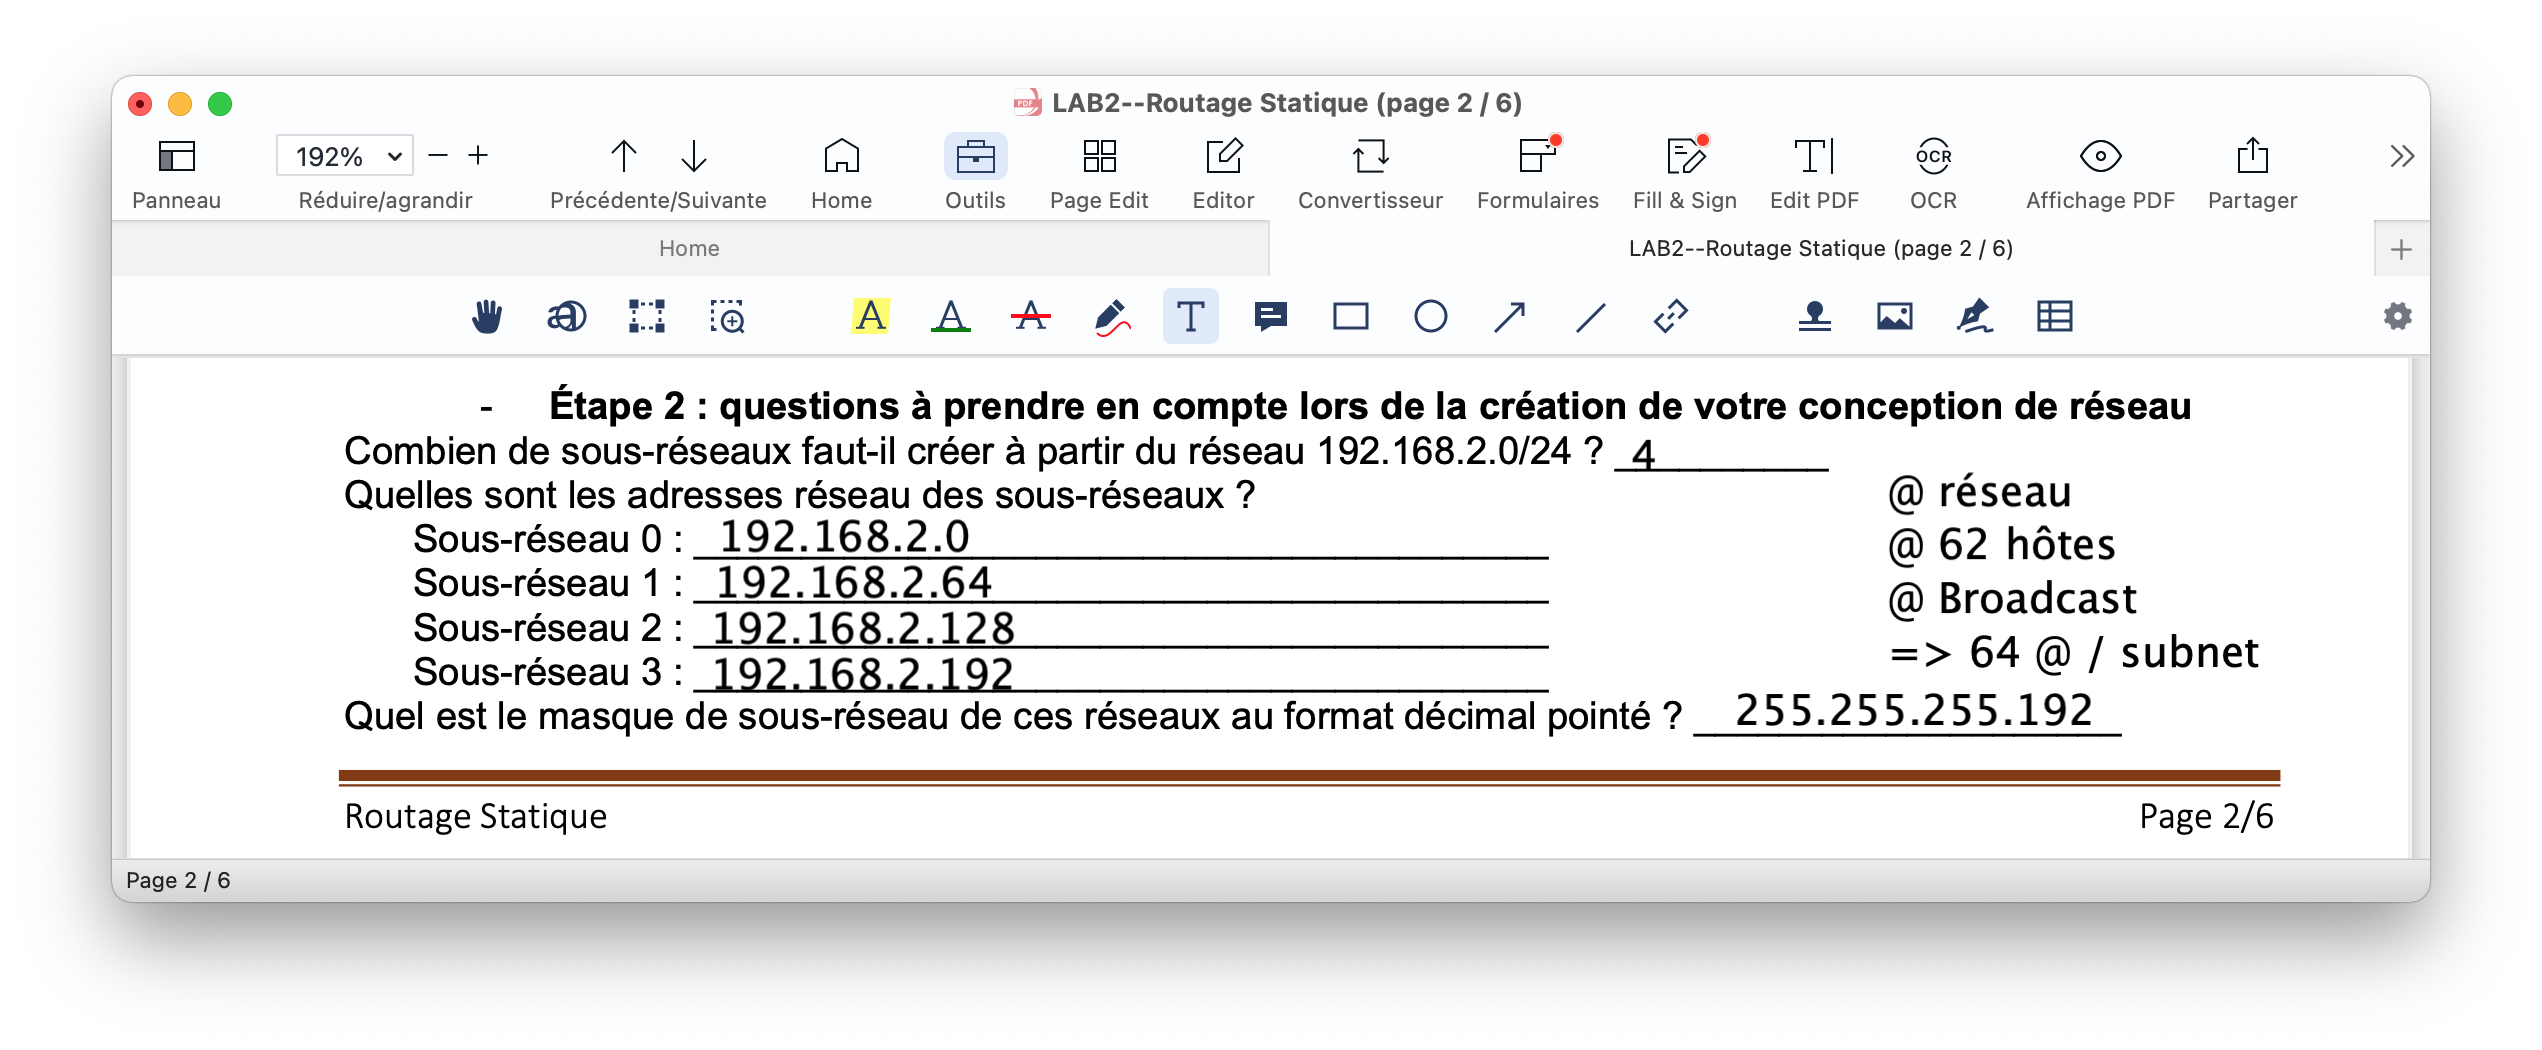 LAB2--Routage Statique (page 2 / 6)
192%
Panneau Réduire/agrandir Précédente/Suivante Home Outils Page Edit Editor Convertisseur Formulaires Fill & Sign Edit PDF OCR Affichage PDF Partager
Home LAB2--Routage Statique (page 2 / 6)
- Étape 2 : questions à prendre en compte lors de la création de votre conception de réseau
Combien de sous-réseaux faut-il créer à partir du réseau 192.168.2.0/24 ? 4
Quelles sont les adresses réseau des sous-réseaux ?
Sous-réseau 0 : 192.168.2.0
Sous-réseau 1 : 192.168.2.64
Sous-réseau 2 : 192.168.2.128
Sous-réseau 3 : 192.168.2.192
@ réseau
@ 62 hôtes
@ Broadcast
=> 64 @ / subnet
Quel est le masque de sous-réseau de ces réseaux au format décimal pointé ? 255.255.255.192
Routage Statique Page 2/6
Page 2 / 6